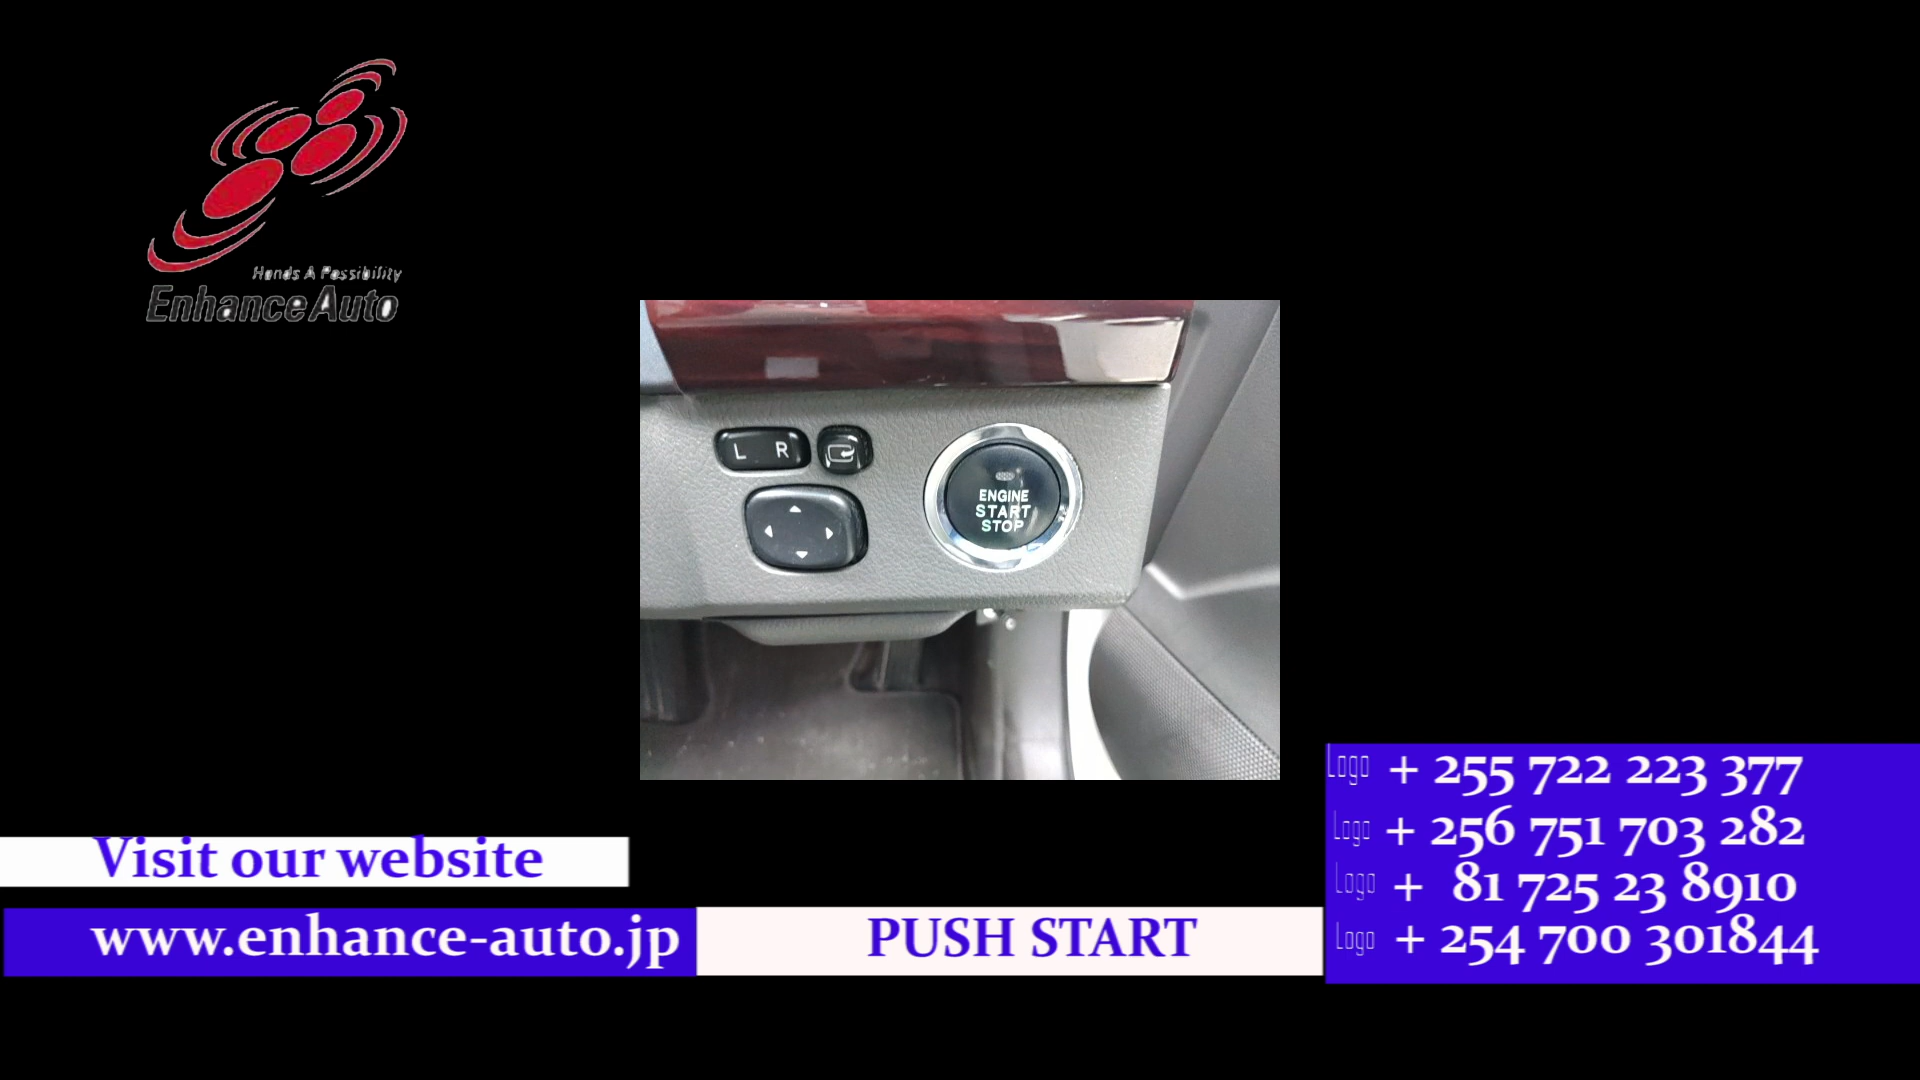 Hands A Possibility
Enhance Auto
L R
ENGINE
START
STOP
Logo + 255 722 223 377
Logo + 256 751 703 282
Logo + 81 725 23 8910
Logo + 254 700 301844
Visit our website
www.enhance-auto.jp
PUSH START